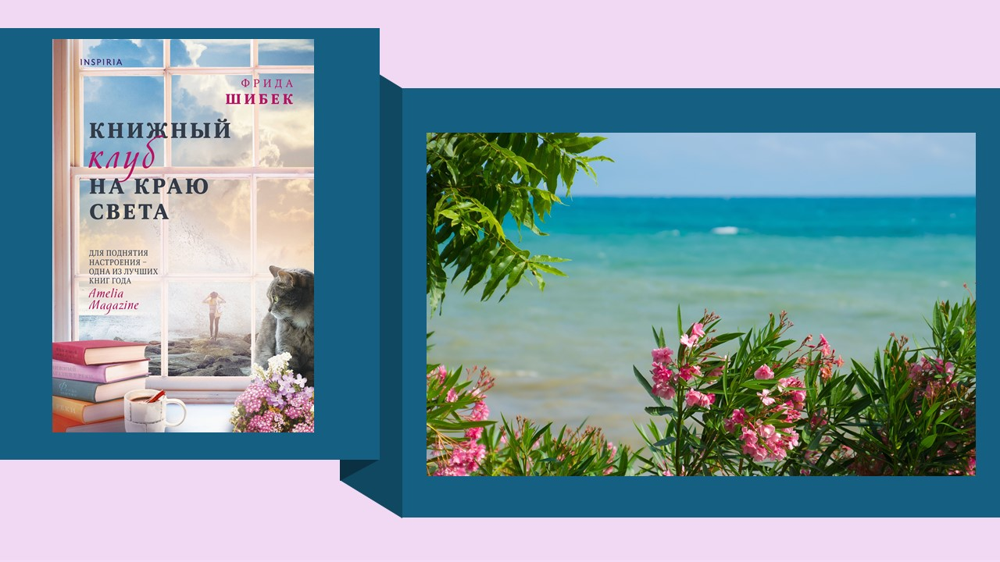 INSPIRIA
ФРИДА
ШИБЕК
КНИЖНЫЙ
клуб
НА КРАЮ
СВЕТА
ДЛЯ ПОДНЯТИЯ
НАСТРОЕНИЯ –
ОДНА ИЗ ЛУЧШИХ
КНИГ ГОДА
Amelia
Magazine